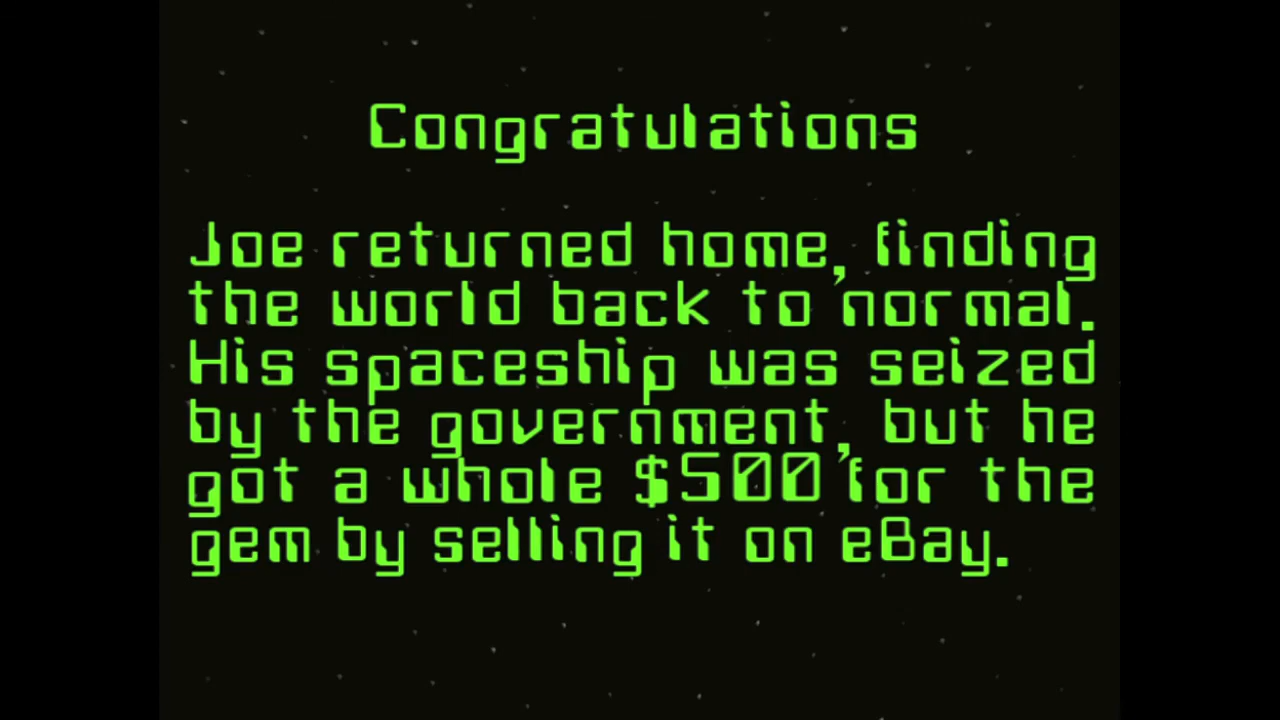 Congratulations
Joe returned home, finding
the world back to normal.
His spaceship was seized
by the government, but he
got a whole $500 for the
gem by selling it on eBay.